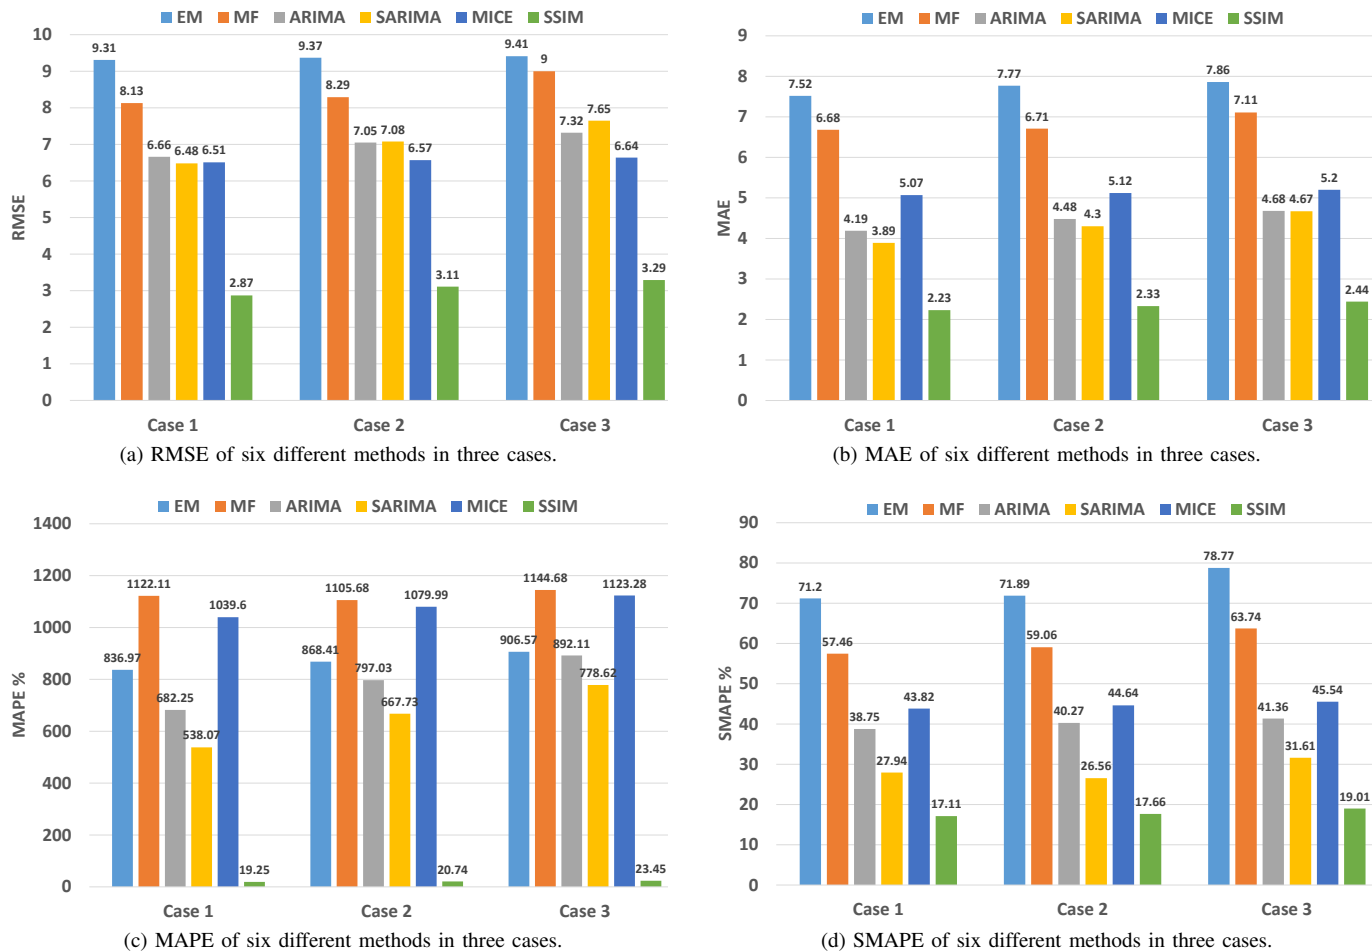 EM MF ARIMA SARIMA MICE SSIM
10
9
8
7
6
5
4
3
2
1
0
RMSE
9.31 8.13 6.66 6.48 6.51 2.87
9.37 8.29 7.05 7.08 6.57 3.11
9.41 9 7.32 7.65 6.64 3.29
Case 1 Case 2 Case 3
(a) RMSE of six different methods in three cases.
EM MF ARIMA SARIMA MICE SSIM
9
8
7
6
5
4
3
2
1
0
MAE
7.52 6.68 4.19 3.89 5.07 2.23
7.77 6.71 4.48 4.3 5.12 2.33
7.86 7.11 4.68 4.67 5.2 2.44
Case 1 Case 2 Case 3
(b) MAE of six different methods in three cases.
EM MF ARIMA SARIMA MICE SSIM
1400
1200
1000
800
600
400
200
0
MAPE %
836.97 1122.11 682.25 538.07 1039.6 19.25
868.41 1105.68 797.03 667.73 1079.99 20.74
906.57 1144.68 892.11 778.62 1123.28 23.45
Case 1 Case 2 Case 3
(c) MAPE of six different methods in three cases.
EM MF ARIMA SARIMA MICE SSIM
90
80
70
60
50
40
30
20
10
0
SMAPE %
71.2 57.46 38.75 27.94 43.82 17.11
71.89 59.06 40.27 26.56 44.64 17.66
78.77 63.74 41.36 31.61 45.54 19.01
Case 1 Case 2 Case 3
(d) SMAPE of six different methods in three cases.